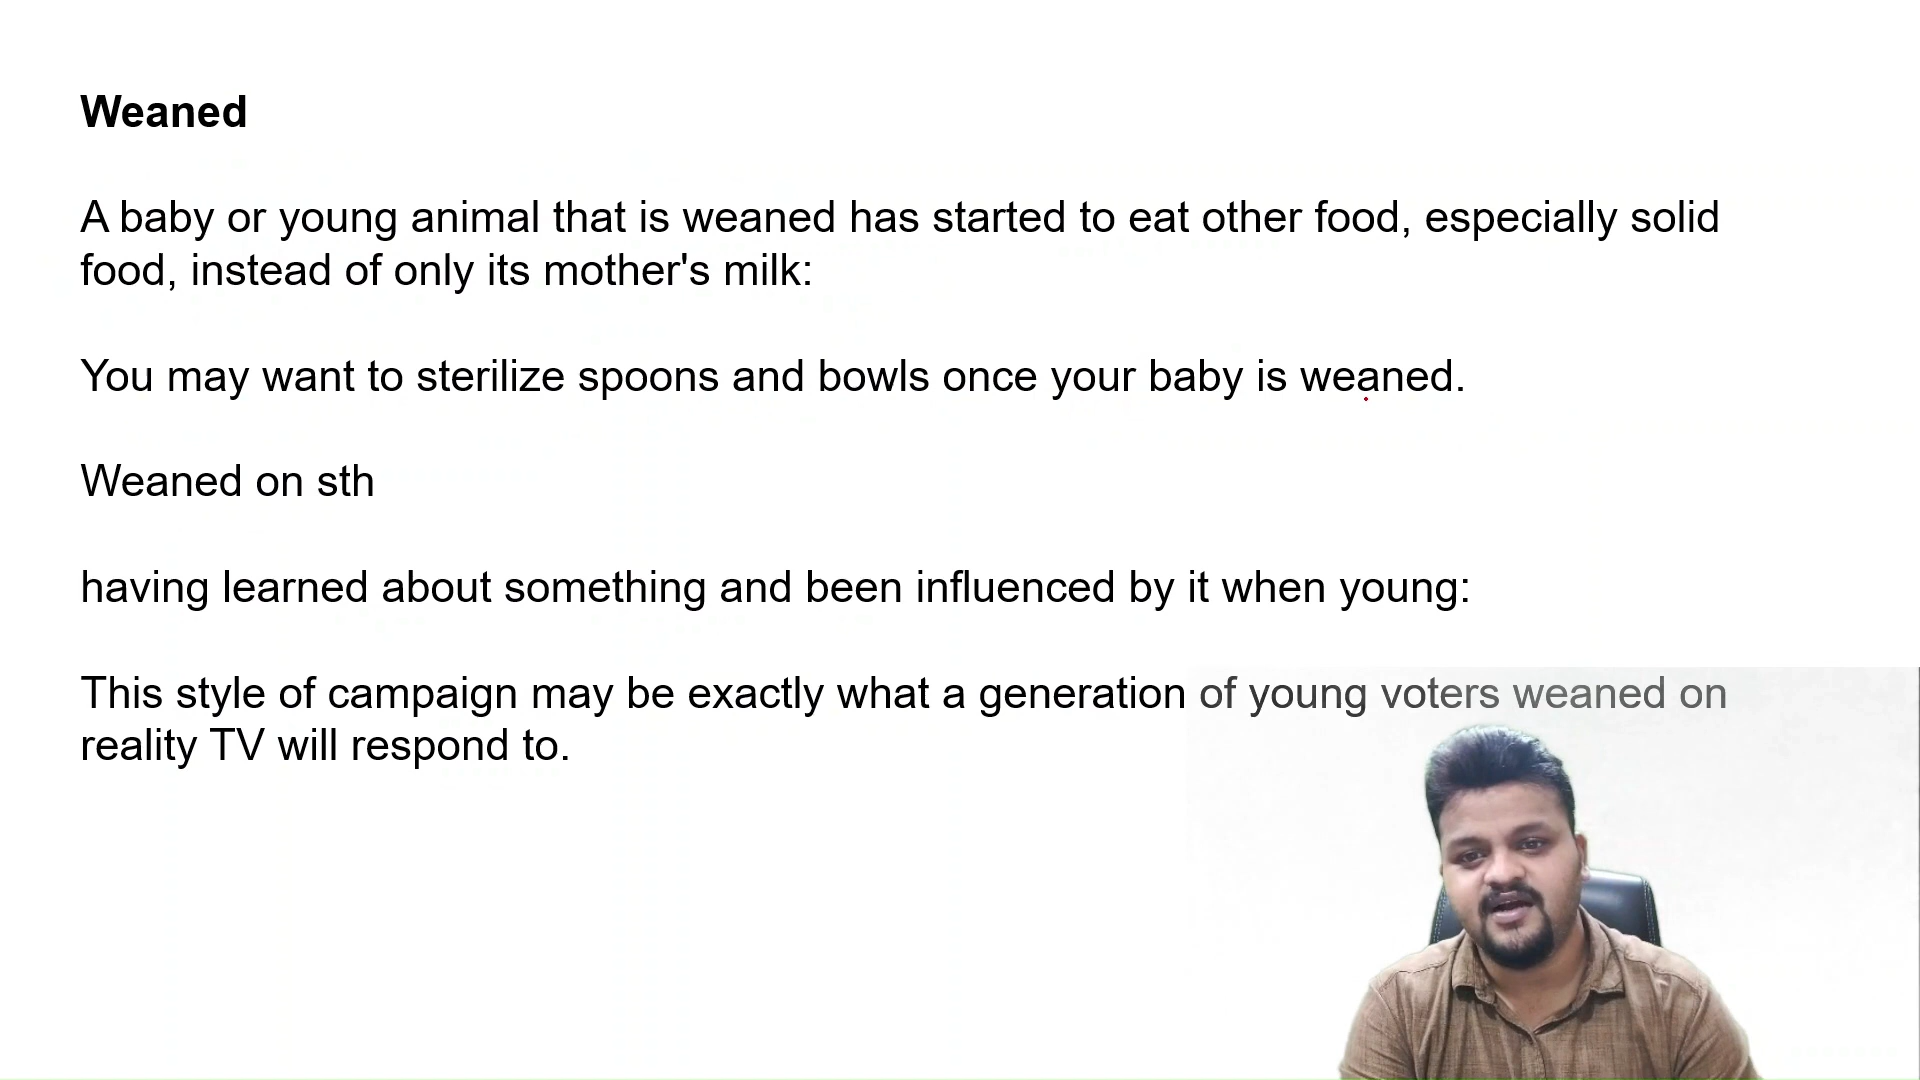 Weaned
A baby or young animal that is weaned has started to eat other food, especially solid
food, instead of only its mother's milk:
You may want to sterilize spoons and bowls once your baby is weaned.
Weaned on sth
having learned about something and been influenced by it when young:
This style of campaign may be exactly what a generation of young voters weaned on
reality TV will respond to.